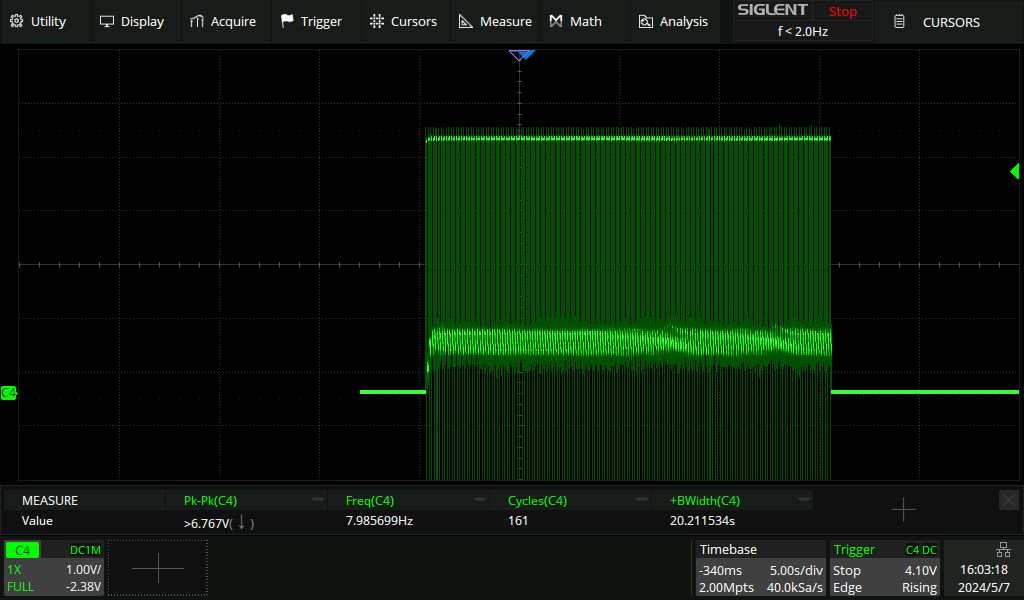 Utility Display Acquire Trigger Cursors Measure Math Analysis
SIGLENT Stop
f < 2.0Hz
CURSORS
C4
MEASURE Pk-Pk(C4) Freq(C4) Cycles(C4) +BWidth(C4)
Value >6.767V(↓) 7.985699Hz 161 20.211534s
C4 DC1M
1X 1.00V/
FULL -2.38V
Timebase
-340ms 5.00s/div
2.00Mpts 40.0kSa/s
Trigger C4 DC
Stop 4.10V
Edge Rising
16:03:18
2024/5/7